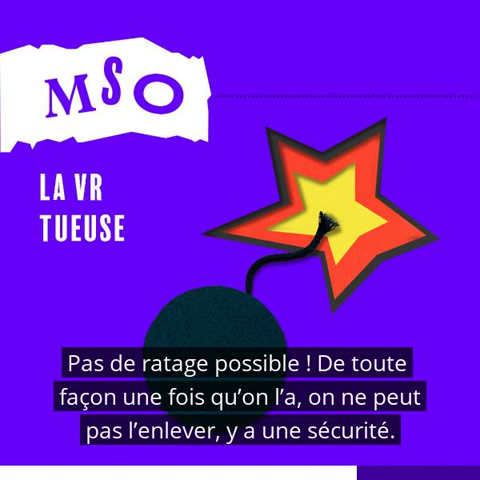 MSO
LA VR
TUEUSE
Pas de ratage possible ! De toute
façon une fois qu’on l’a, on ne peut
pas l’enlever, y a une sécurité.